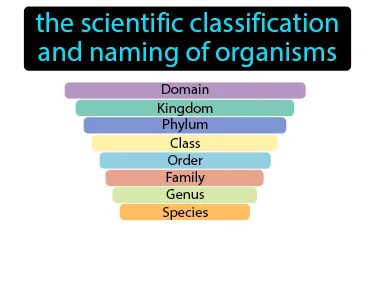 the scientific classification
and naming of organisms
Domain
Kingdom
Phylum
Class
Order
Family
Genus
Species